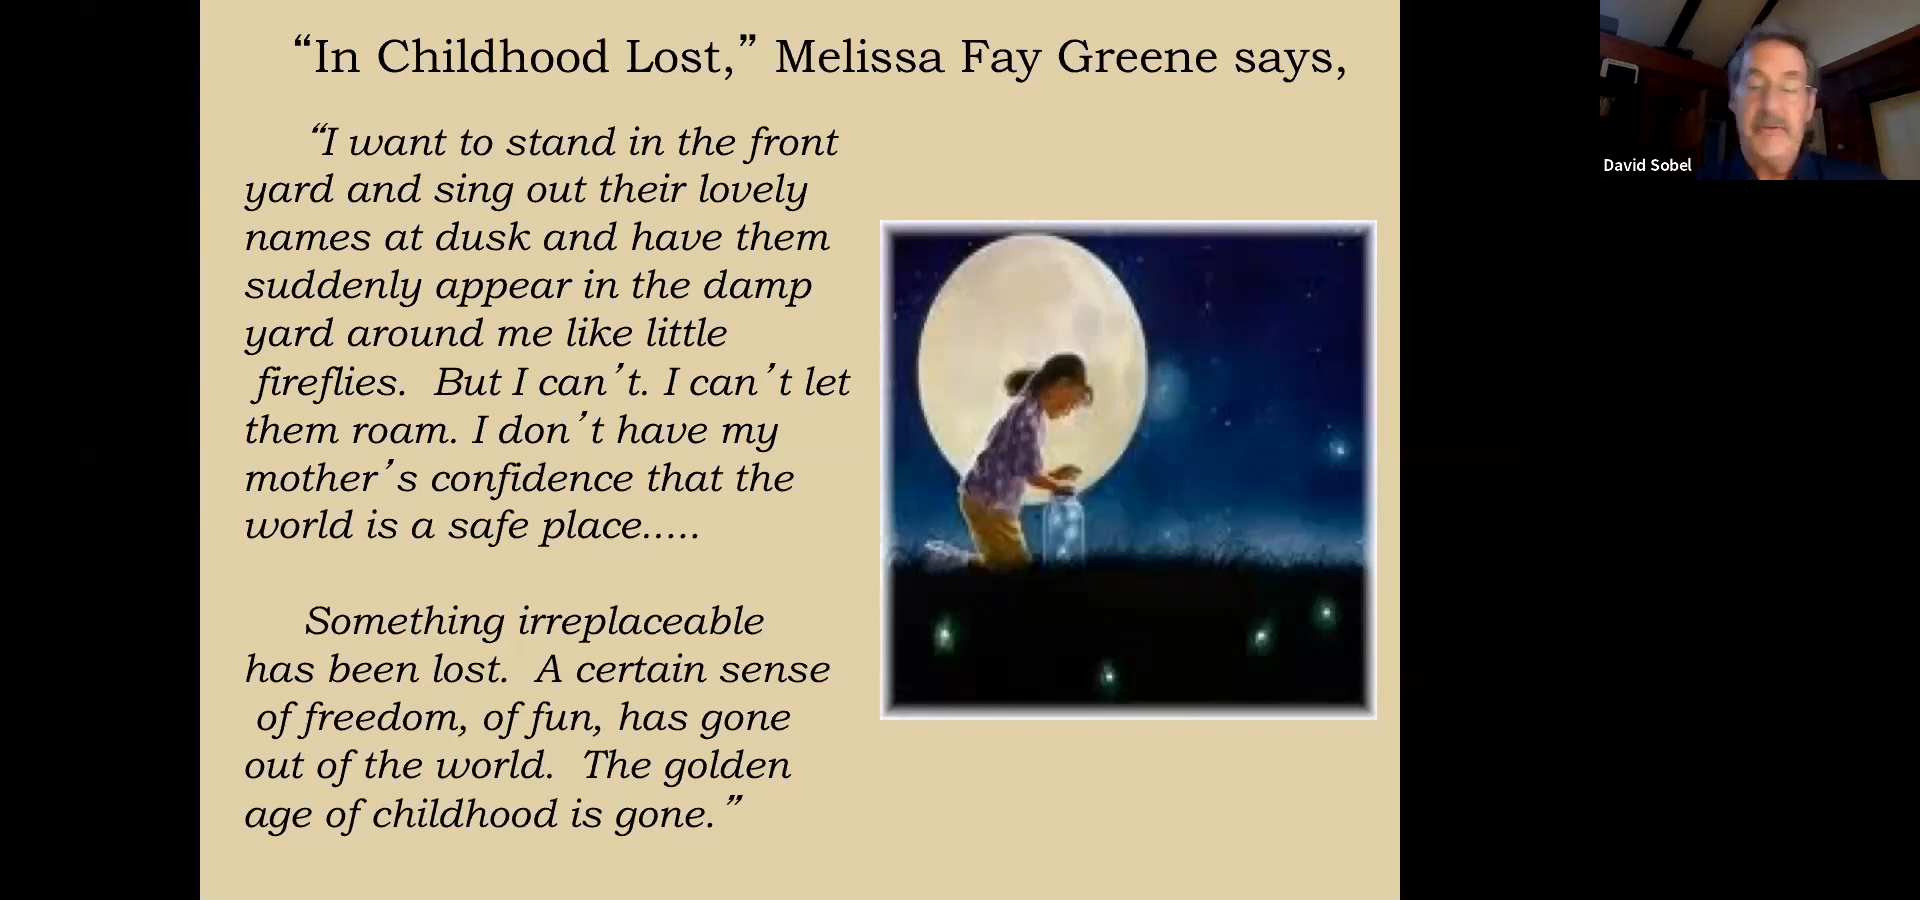 “In Childhood Lost,” Melissa Fay Greene says,
“I want to stand in the front
yard and sing out their lovely
names at dusk and have them
suddenly appear in the damp
yard around me like little
fireflies.  But I can’t. I can’t let
them roam. I don’t have my
mother’s confidence that the
world is a safe place.....
Something irreplaceable
has been lost.  A certain sense
of freedom, of fun, has gone
out of the world.  The golden
age of childhood is gone.”
David Sobel